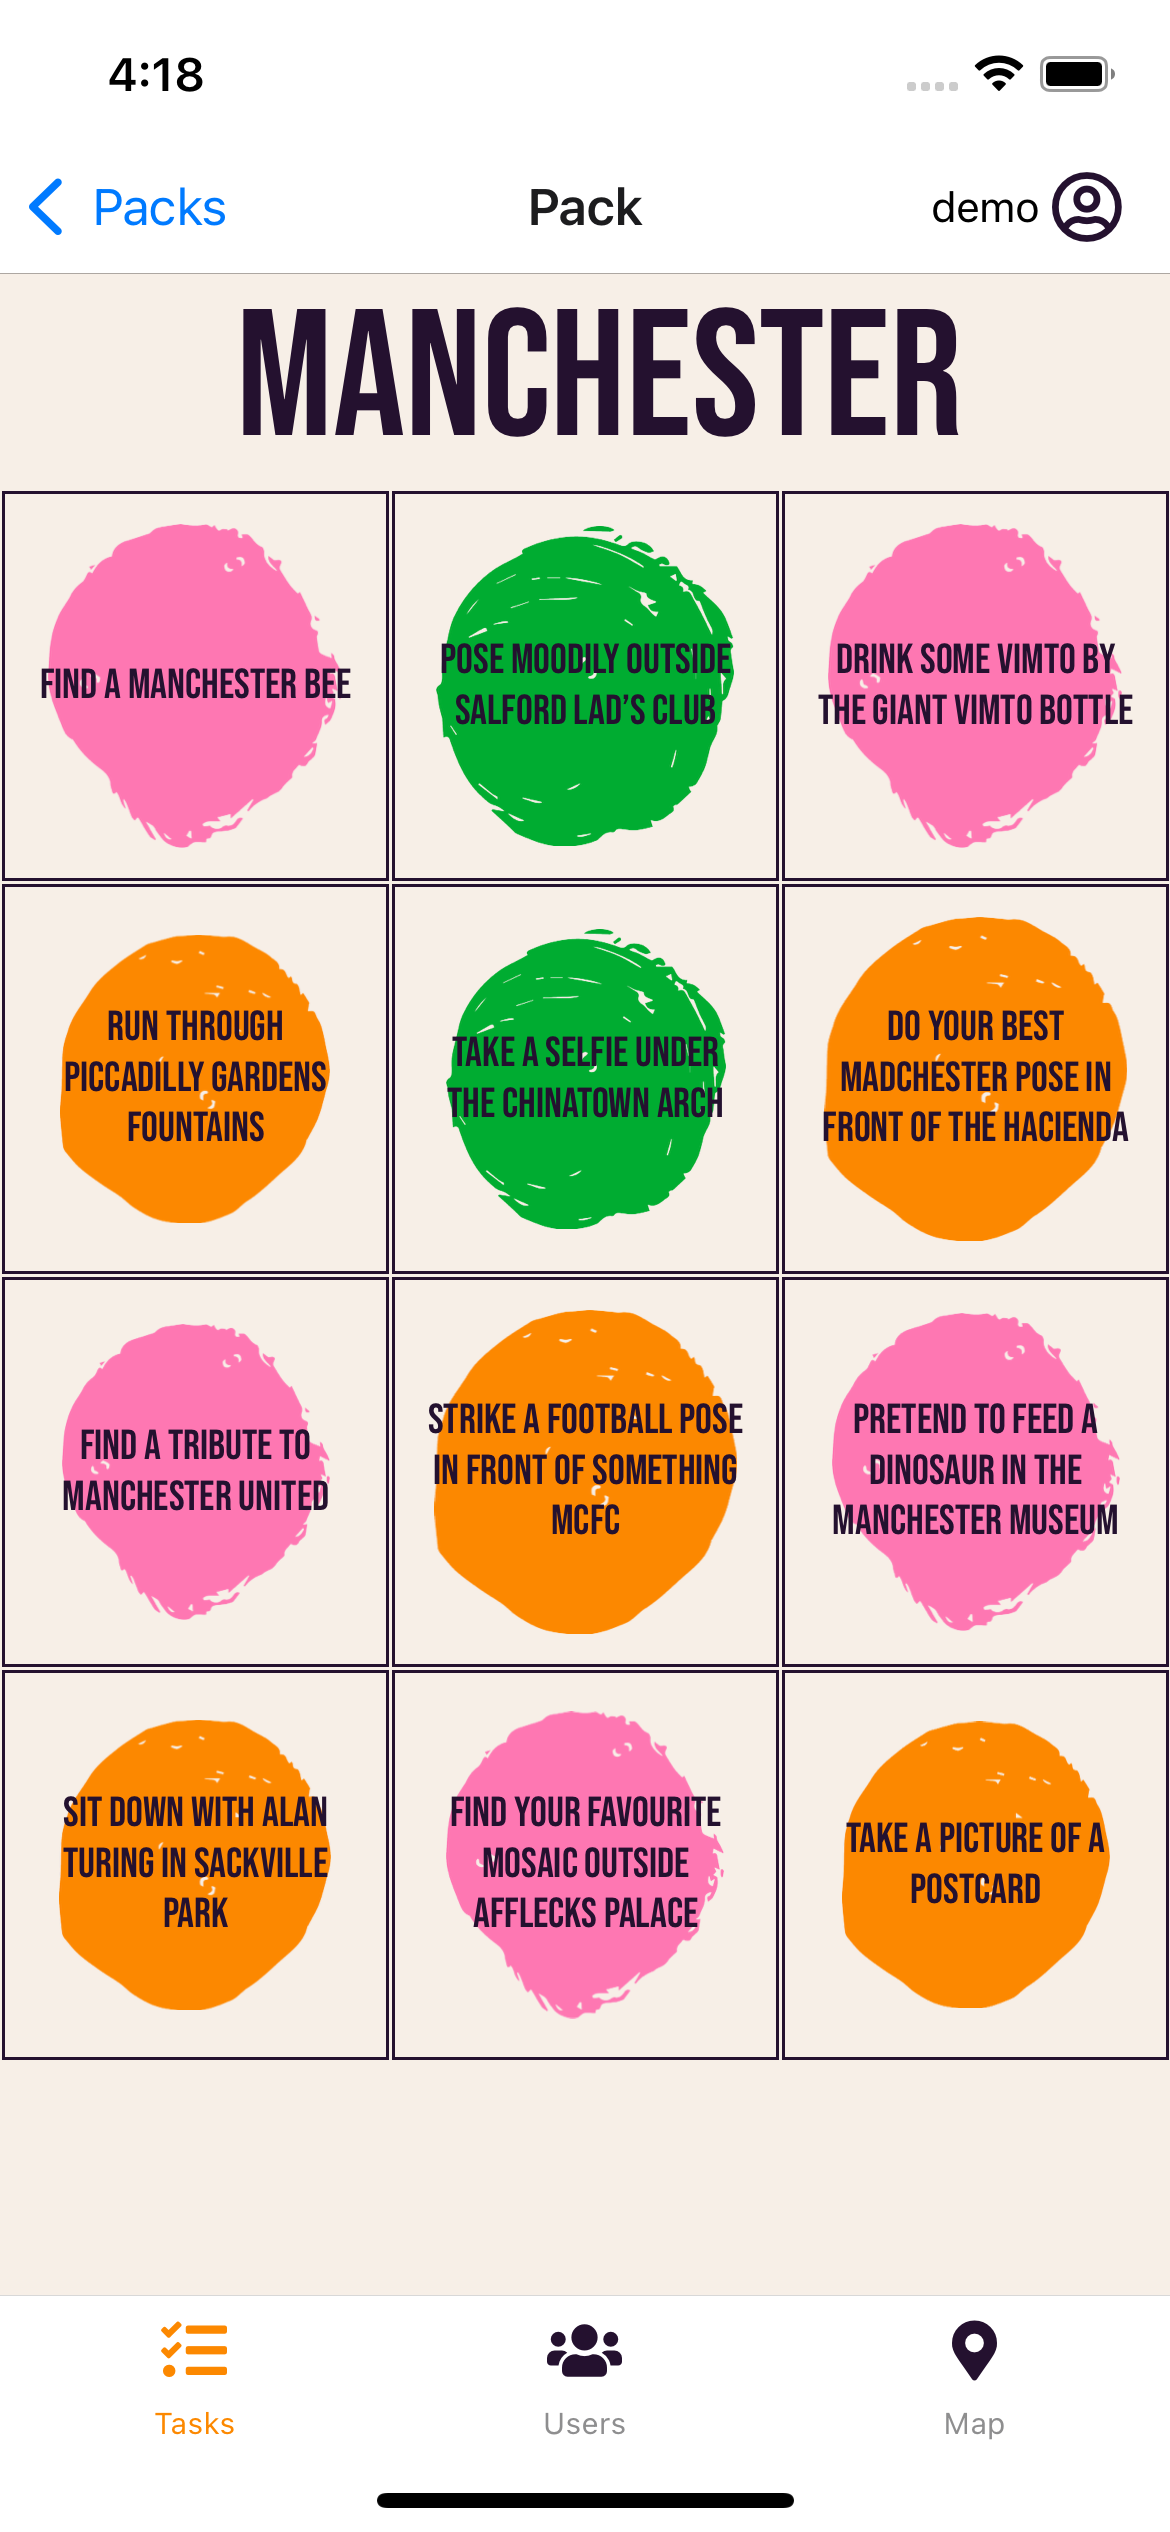 4:18
Packs
Pack
demo
MANCHESTER
FIND A MANCHESTER BEE
POSE MOODILY OUTSIDE
SALFORD LAD'S CLUB
DRINK SOME VIMTO BY
THE GIANT VIMTO BOTTLE
RUN THROUGH
PICCADILLY GARDENS
FOUNTAINS
TAKE A SELFIE UNDER
THE CHINATOWN ARCH
DO YOUR BEST
MADCHESTER POSE IN
FRONT OF THE HACIENDA
FIND A TRIBUTE TO
MANCHESTER UNITED
STRIKE A FOOTBALL POSE
IN FRONT OF SOMETHING
MCFC
PRETEND TO FEED A
DINOSAUR IN THE
MANCHESTER MUSEUM
SIT DOWN WITH ALAN
TURING IN SACKVILLE
PARK
FIND YOUR FAVOURITE
MOSAIC OUTSIDE
AFFLECKS PALACE
TAKE A PICTURE OF A
POSTCARD
Tasks
Users
Map